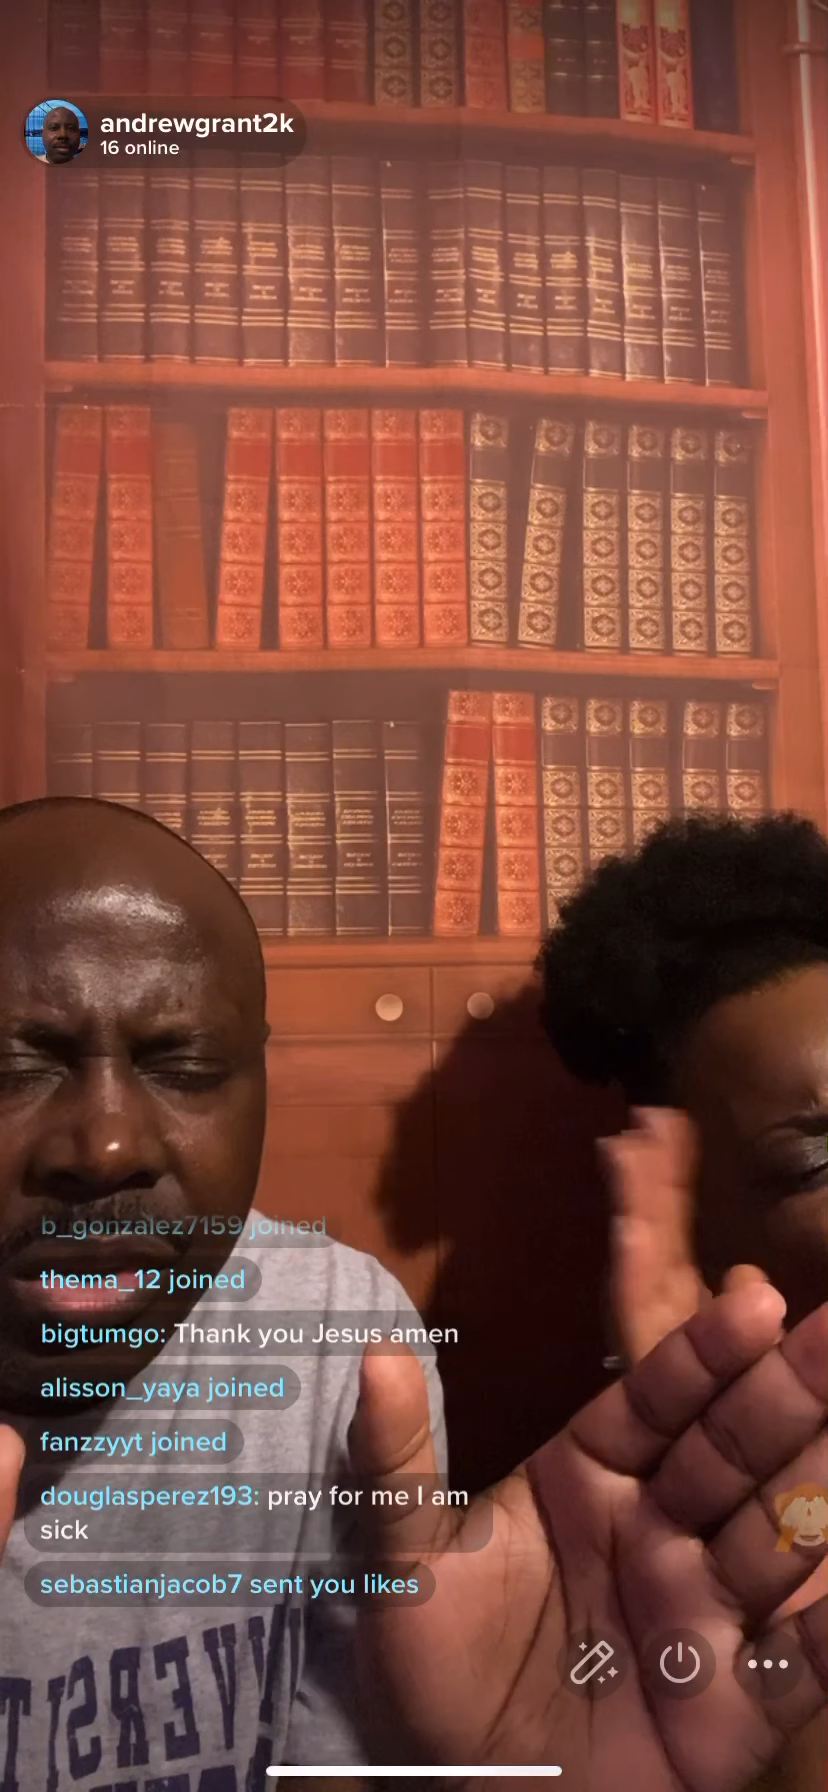 andrewgrant2k
16 online
b_gonzalez7159 joined
thema_12 joined
bigtumgo: Thank you Jesus amen
alisson_yaya joined
fanzzyyt joined
douglasperez193: pray for me I am
sick
sebastianjacob7 sent you likes